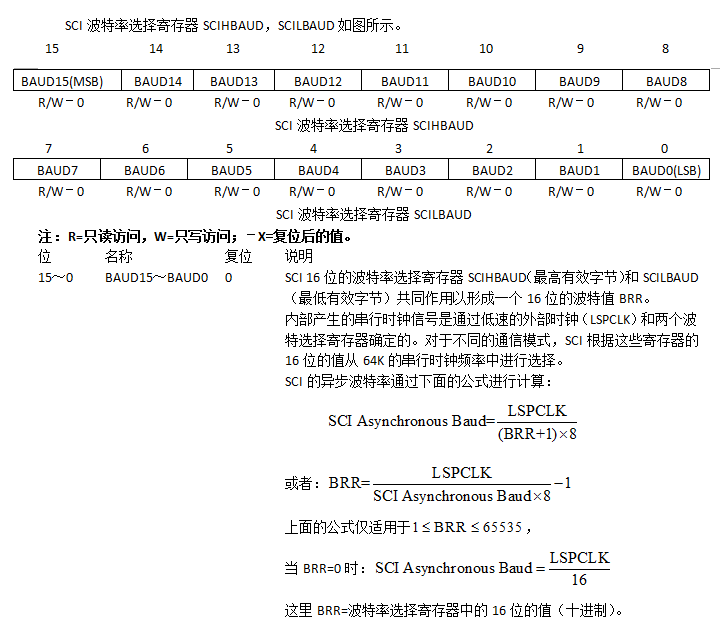 SCI 波特率选择寄存器 SCIHBAUD，SCILBAUD 如图所示。
15 14 13 12 11 10 9 8
BAUD15(MSB) BAUD14 BAUD13 BAUD12 BAUD11 BAUD10 BAUD9 BAUD8
R/W－0 R/W－0 R/W－0 R/W－0 R/W－0 R/W－0 R/W－0 R/W－0
SCI 波特率选择寄存器 SCIHBAUD
7 6 5 4 3 2 1 0
BAUD7 BAUD6 BAUD5 BAUD4 BAUD3 BAUD2 BAUD1 BAUD0(LSB)
R/W－0 R/W－0 R/W－0 R/W－0 R/W－0 R/W－0 R/W－0 R/W－0
SCI 波特率选择寄存器 SCILBAUD
注：R=只读访问，W=只写访问；－X=复位后的值。
位 名称 复位 说明
15～0 BAUD15～BAUD0 0 SCI 16 位的波特率选择寄存器 SCIHBAUD（最高有效字节）和 SCILBAUD
（最低有效字节）共同作用以形成一个 16 位的波特值 BRR。
内部产生的串行时钟信号是通过低速的外部时钟（LSPCLK）和两个波
特选择寄存器确定的。对于不同的通信模式，SCI 根据这些寄存器的
16 位的值从 64K 的串行时钟频率中进行选择。
SCI 的异步波特率通过下面的公式进行计算：
SCI Asynchronous Baud=LSPCLK/(BRR+1)×8
或者：BRR=LSPCLK/SCI Asynchronous Baud×8−1
上面的公式仅适用于1≤BRR≤65535，
当 BRR=0 时：SCI Asynchronous Baud=LSPCLK/16
这里 BRR=波特率选择寄存器中的 16 位的值（十进制）。